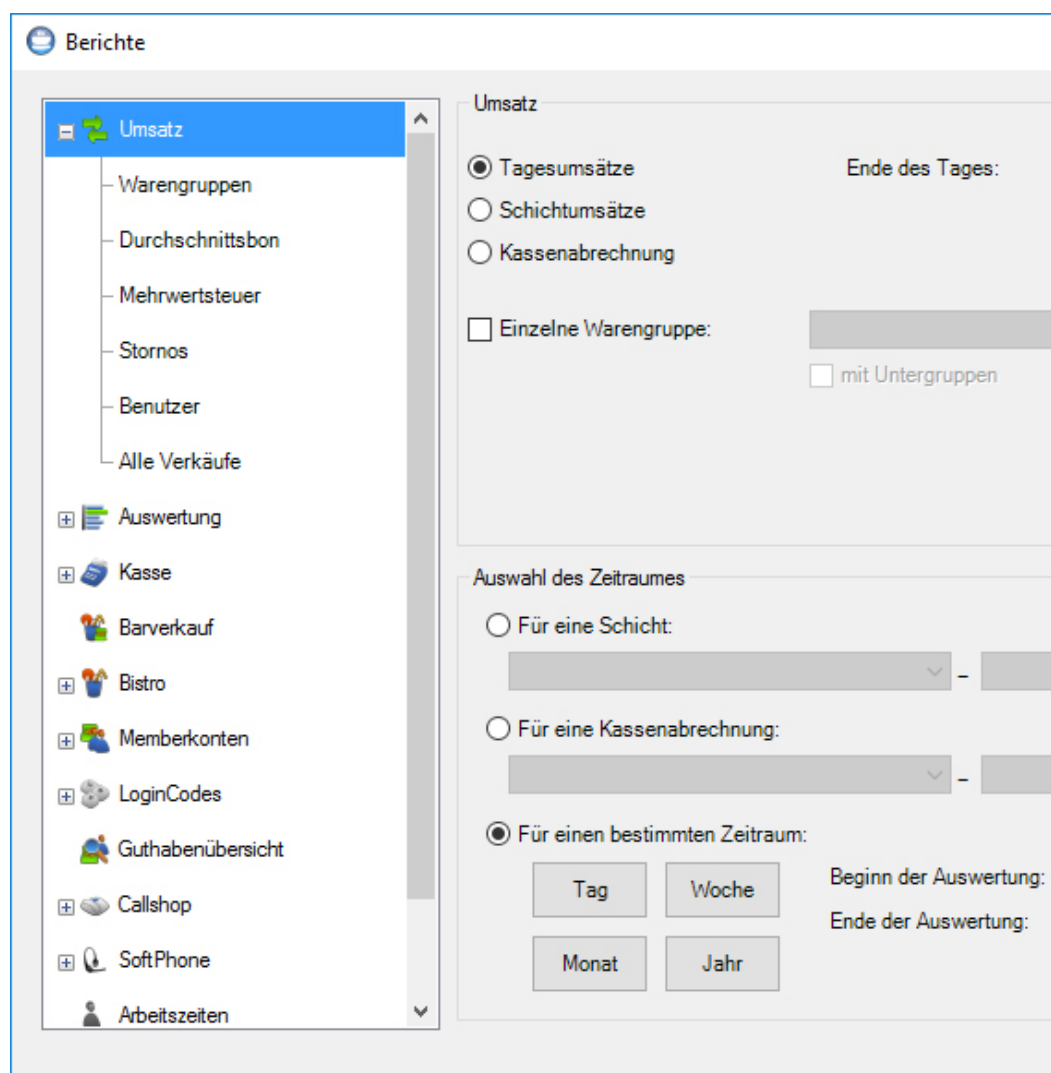 Berichte
Umsatz
Warengruppen
Durchschnittsbon
Mehrwertsteuer
Stornos
Benutzer
Alle Verkäufe
Auswertung
Kasse
Barverkauf
Bistro
Memberkonten
LoginCodes
Guthabenübersicht
Callshop
SoftPhone
Arbeitszeiten
Umsatz
Tagesumsätze Ende des Tages:
Schichtumsätze
Kassenabrechnung
Einzelne Warengruppe:
mit Untergruppen
Auswahl des Zeitraumes
Für eine Schicht:
–
Für eine Kassenabrechnung:
–
Für einen bestimmten Zeitraum:
Tag Woche Beginn der Auswertung:
Ende der Auswertung:
Monat Jahr